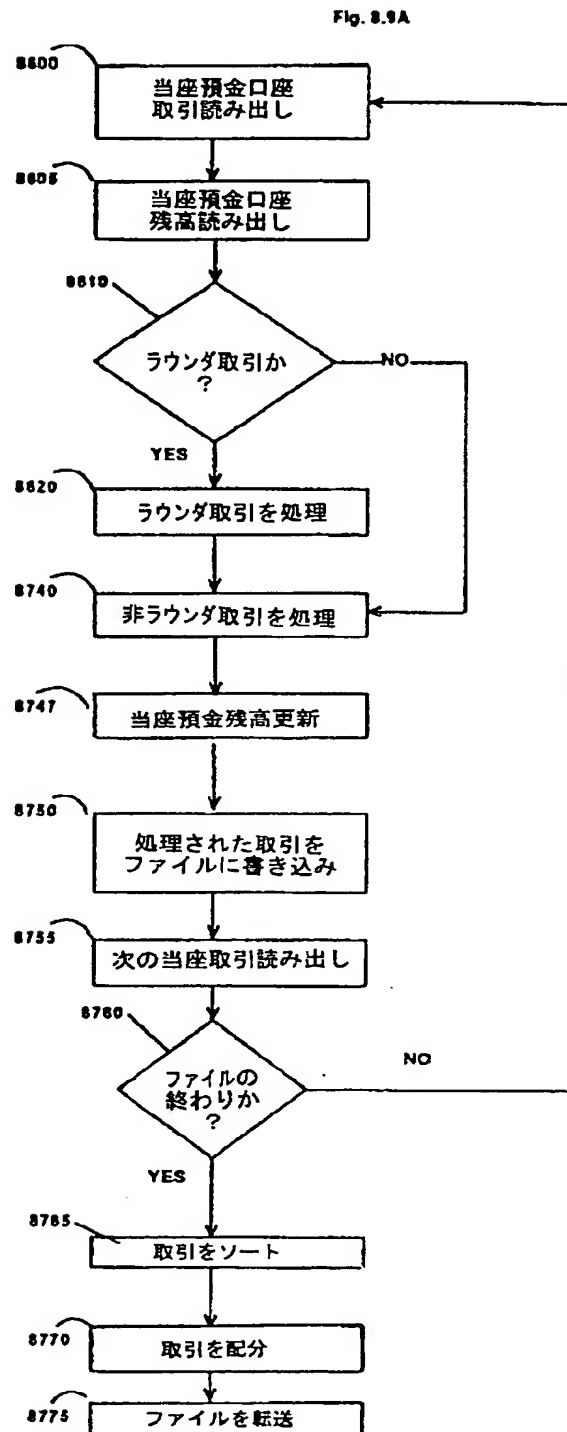 Fig. 8.9A
8600
当座預金口座
取引読み出し
8605
当座預金口座
残高読み出し
8610
ラウンダ取引か
?
NO
YES
8620
ラウンダ取引を処理
8740
非ラウンダ取引を処理
8747
当座預金残高更新
8750
処理された取引を
ファイルに書き込み
8755
次の当座取引読み出し
8760
ファイルの
終わりか
?
NO
YES
8765
取引をソート
8770
取引を配分
8775
ファイルを転送